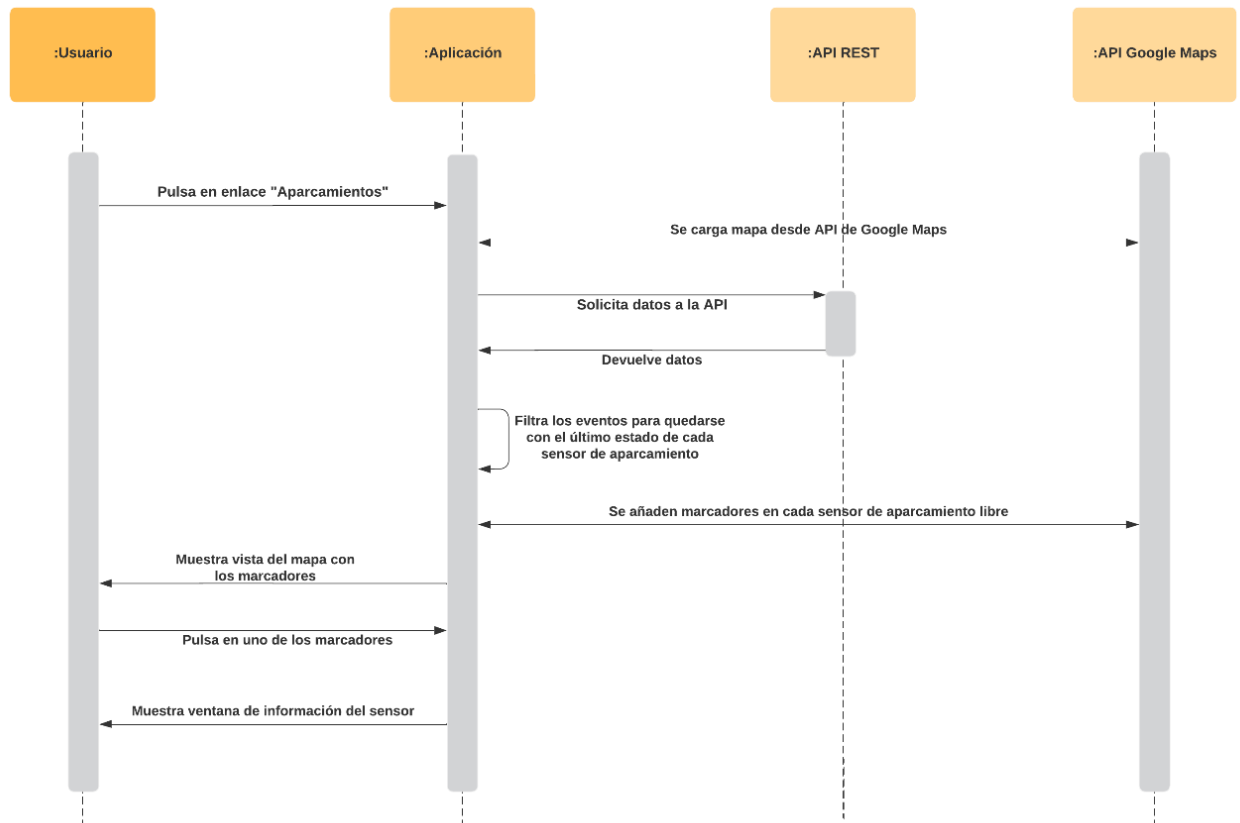 :Usuario
:Aplicación
:API REST
:API Google Maps
Pulsa en enlace "Aparcamientos"
Se carga mapa desde API de Google Maps
Solicita datos a la API
Devuelve datos
Filtra los eventos para quedarse
con el último estado de cada
sensor de aparcamiento
Se añaden marcadores en cada sensor de aparcamiento libre
Muestra vista del mapa con
los marcadores
Pulsa en uno de los marcadores
Muestra ventana de información del sensor